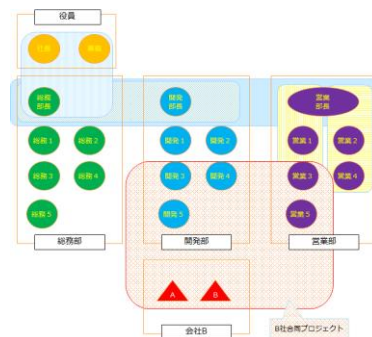 役員
社長
総務
部長
開発
部長
営業
部長
総務1
総務2
開発1
開発2
営業1
営業2
総務3
総務4
開発3
開発4
営業3
営業4
総務5
開発5
営業5
総務部
開発部
営業部
A
B
会社B
B社合同プロジェクト